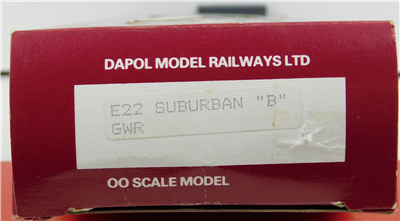 DAPOL MODEL RAILWAYS LTD
E22 SUBURBAN "B"
GWR
OO SCALE MODEL